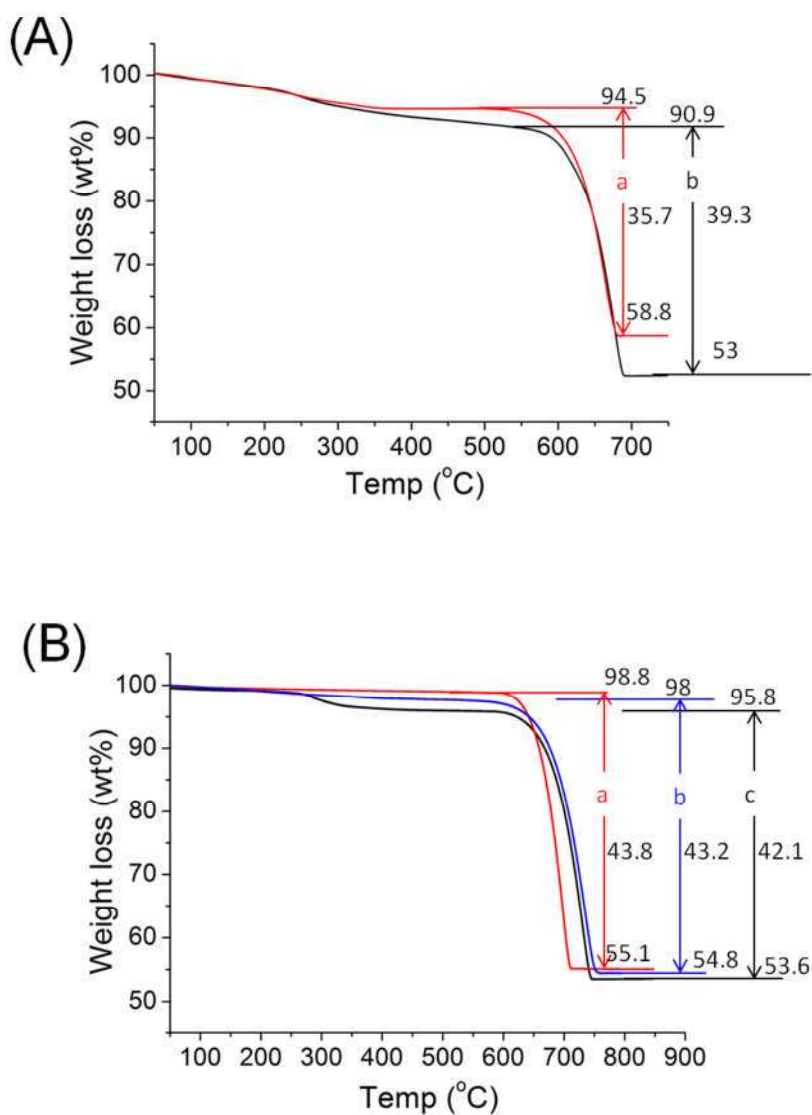 (A)
Weight loss (wt%)
100
90
80
70
60
50
94.5
90.9
a
b
35.7
39.3
58.8
53
100 200 300 400 500 600 700
Temp (°C)
(B)
Weight loss (wt%)
100
90
80
70
60
50
98.8
98
95.8
a
b
c
43.8
43.2
42.1
55.1
54.8
53.6
100 200 300 400 500 600 700 800 900
Temp (°C)